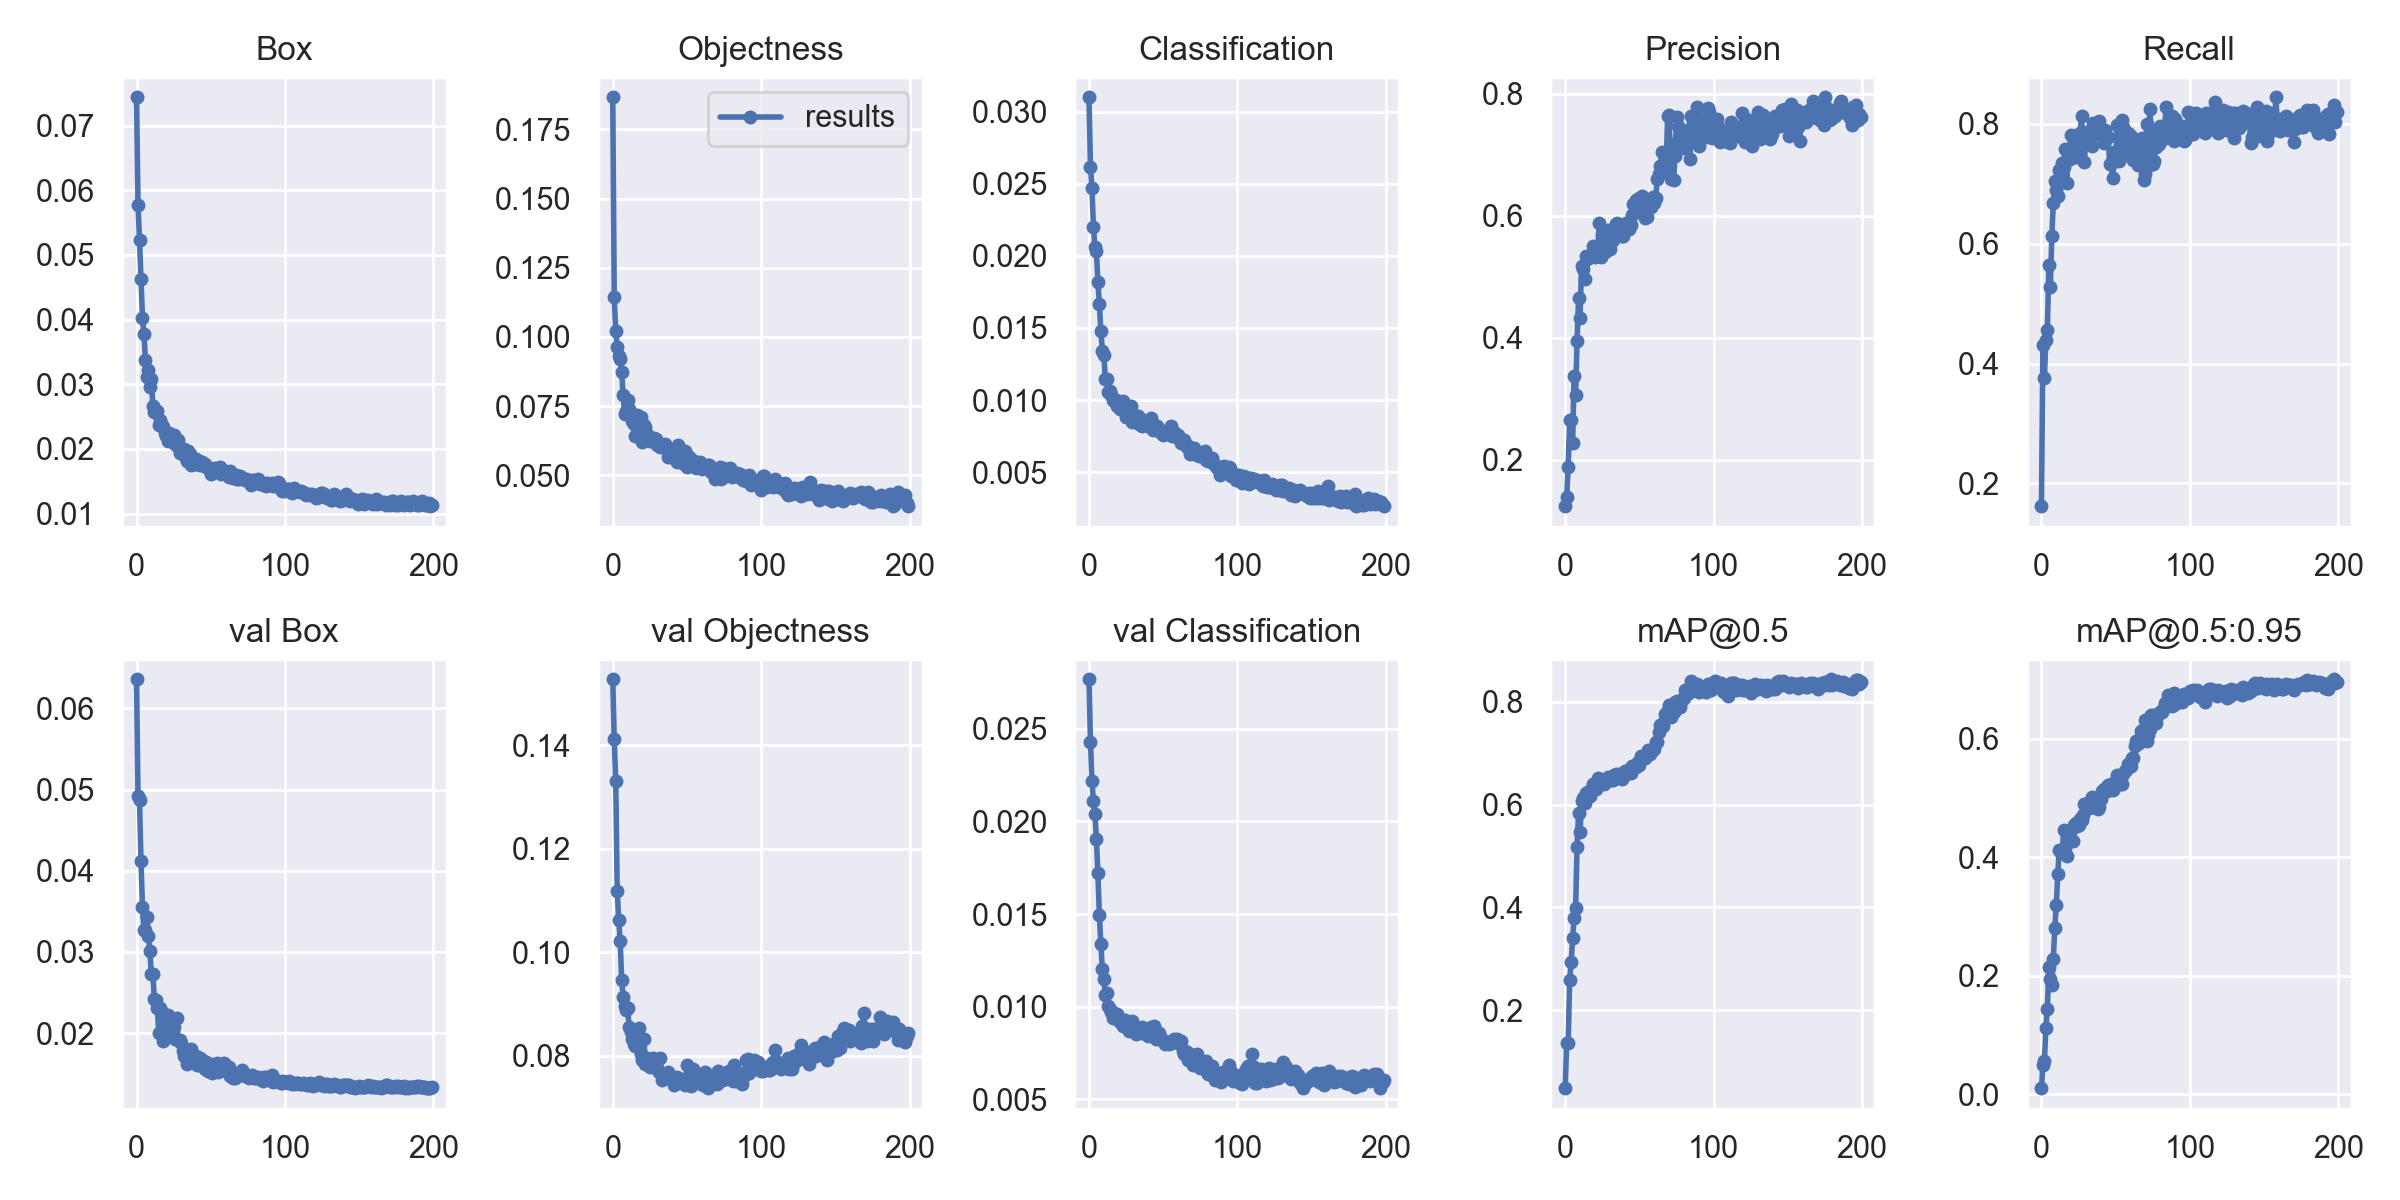 Box
Objectness
Classification
Precision
Recall
results
0.07
0.06
0.05
0.04
0.03
0.02
0.01
0 100 200
0.175
0.150
0.125
0.100
0.075
0.050
0 100 200
0.030
0.025
0.020
0.015
0.010
0.005
0 100 200
0.8
0.6
0.4
0.2
0 100 200
0.8
0.6
0.4
0.2
0 100 200
val Box
val Objectness
val Classification
mAP@0.5
mAP@0.5:0.95
0.06
0.05
0.04
0.03
0.02
0 100 200
0.14
0.12
0.10
0.08
0 100 200
0.025
0.020
0.015
0.010
0.005
0 100 200
0.8
0.6
0.4
0.2
0 100 200
0.6
0.4
0.2
0.0
0 100 200